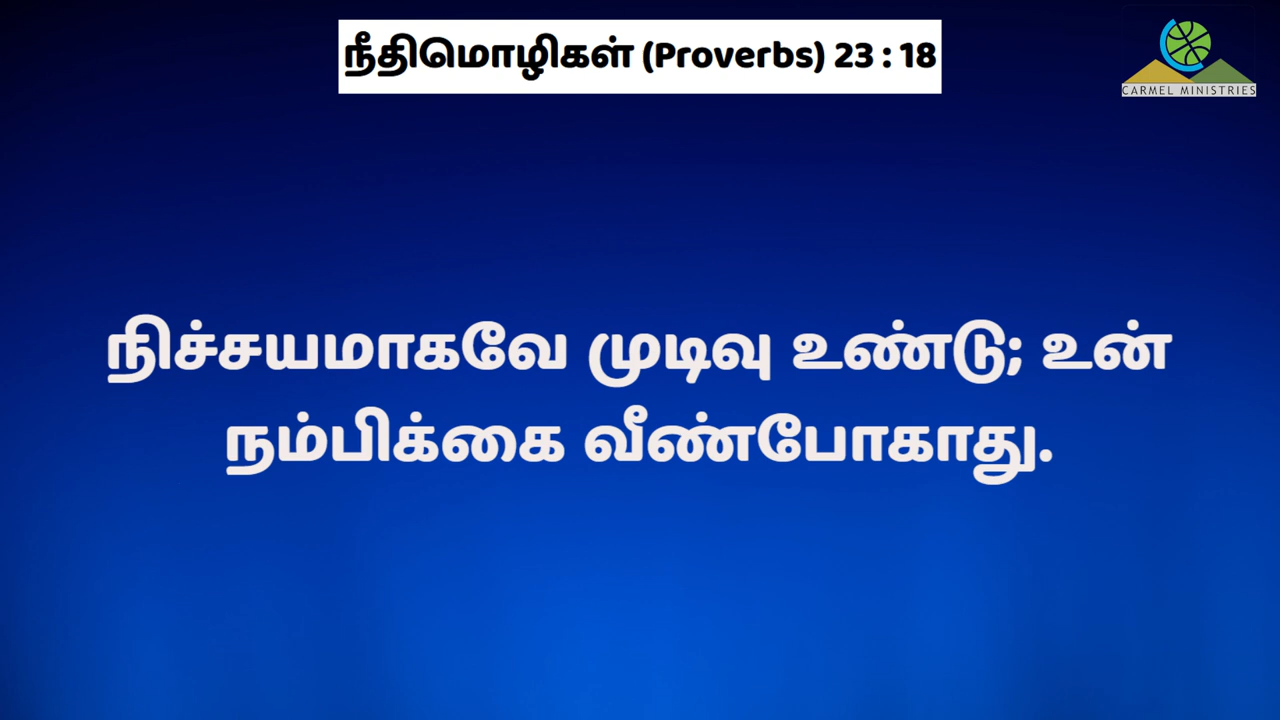 நீதிமொழிகள் (Proverbs) 23 : 18
CARMEL MINISTRIES
நிச்சயமாகவே முடிவு உண்டு; உன்
நம்பிக்கை வீண்போகாது.